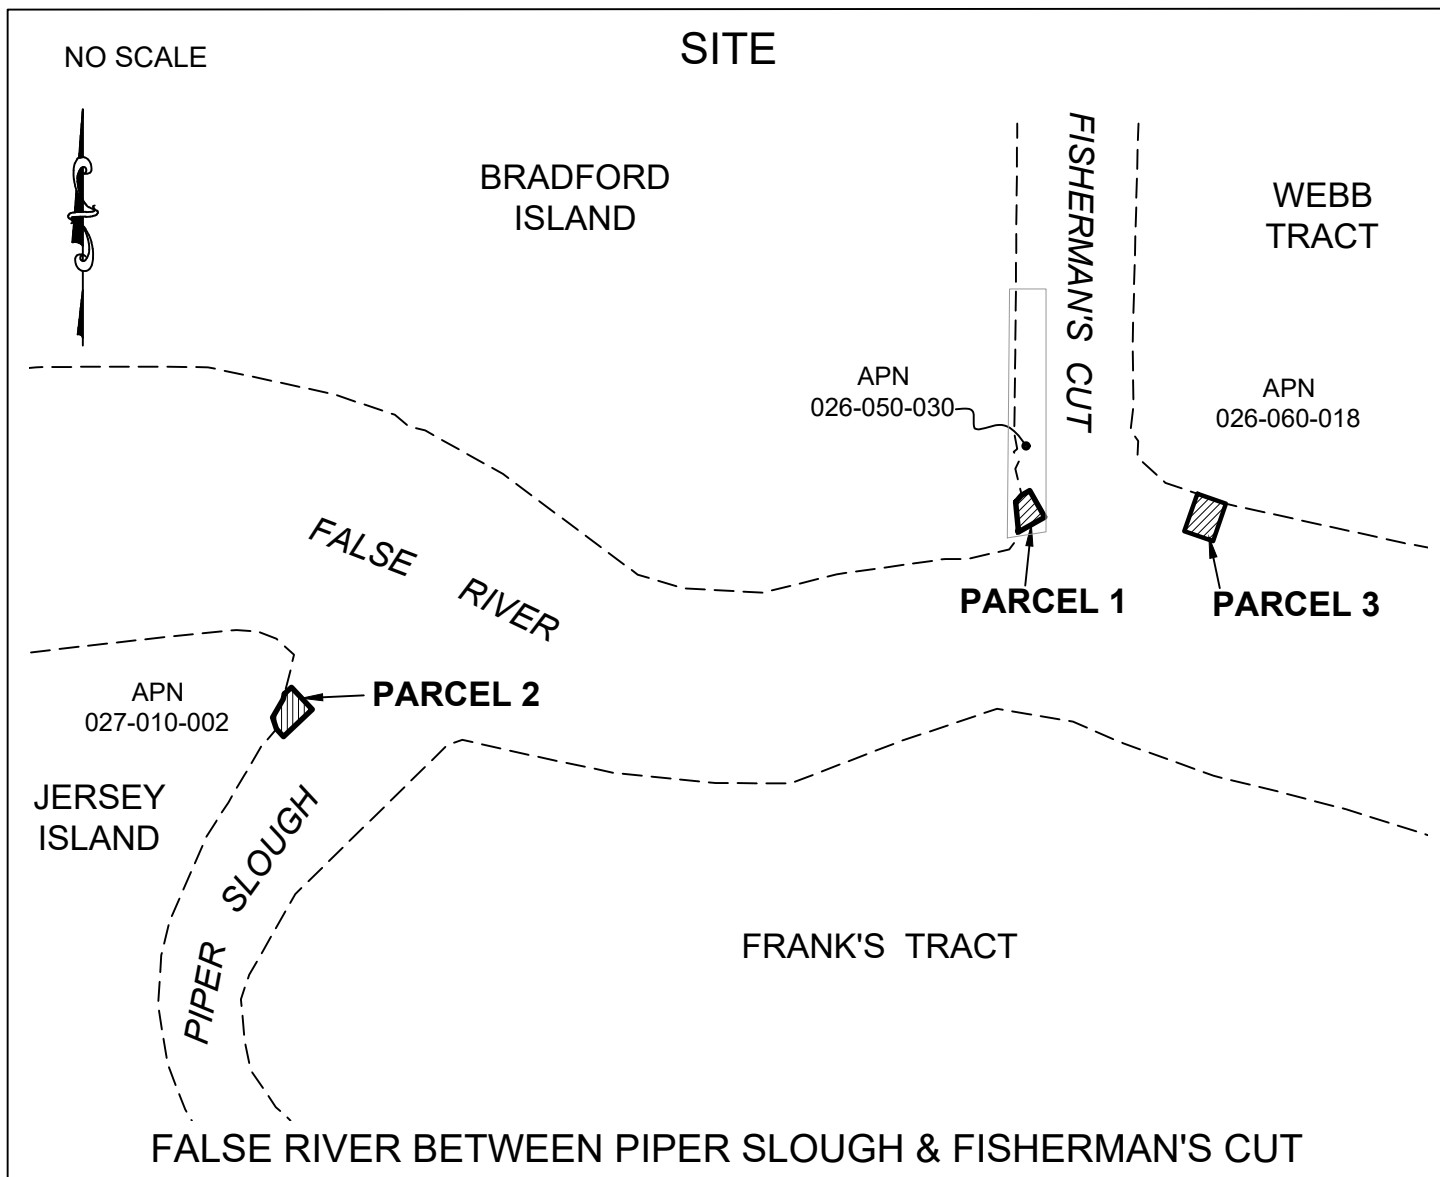 SITE
NO SCALE
BRADFORD
ISLAND
FISHERMAN'S CUT
WEBB
TRACT
APN
026-050-030
APN
026-060-018
FALSE RIVER
PARCEL 1
PARCEL 3
APN
027-010-002
PARCEL 2
JERSEY
ISLAND
PIPER SLOUGH
FRANK'S TRACT
FALSE RIVER BETWEEN PIPER SLOUGH & FISHERMAN'S CUT